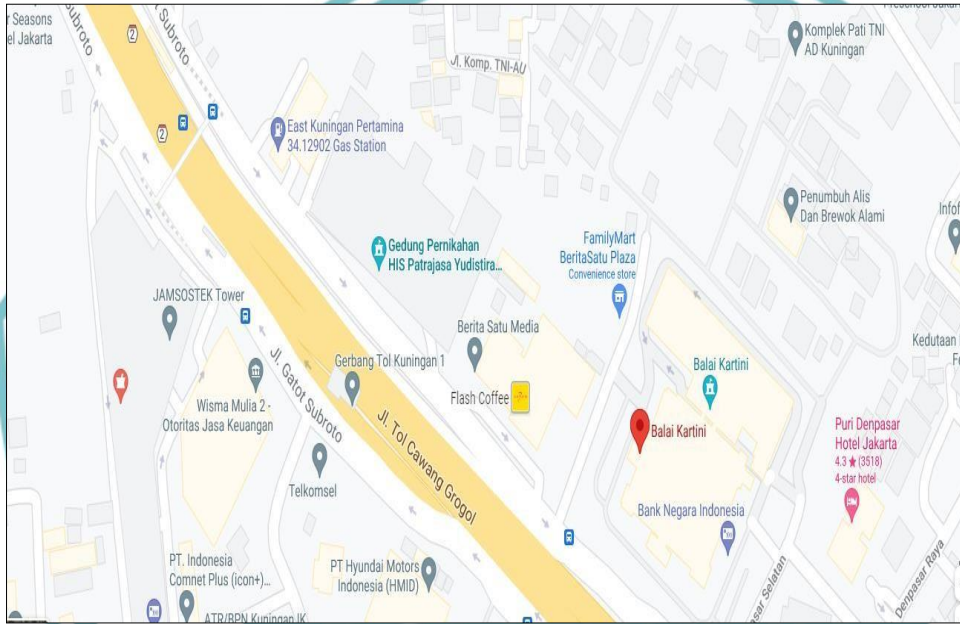 r Seasons
el Jakarta
Subroto
t Subroto
2
2
Komplek Pati TNI
AD Kuningan
Jl. Komp. TNI-AU
East Kuningan Pertamina
34.12902 Gas Station
Penumbuh Alis
Dan Brewok Alami
Infof
Gedung Pernikahan
HIS Patrajasa Yudistira...
FamilyMart
BeritaSatu Plaza
Convenience store
JAMSOSTEK Tower
Berita Satu Media
Gerbang Tol Kuningan 1
Flash Coffee
Balai Kartini
Kedutaan
Fe
Wisma Mulia 2 -
Otoritas Jasa Keuangan
Jl. Gatot Subroto
Jl. Tol Cawang Grogol
Balai Kartini
Puri Denpasar
Hotel Jakarta
4.3 ★ (3518)
4-star hotel
Telkomsel
Bank Negara Indonesia
PT. Indonesia
Comnet Plus (icon+)...
PT Hyundai Motors
Indonesia (HMID)
ATR/BPN Kuningan JK
asar Selatan
Denpasar Raya